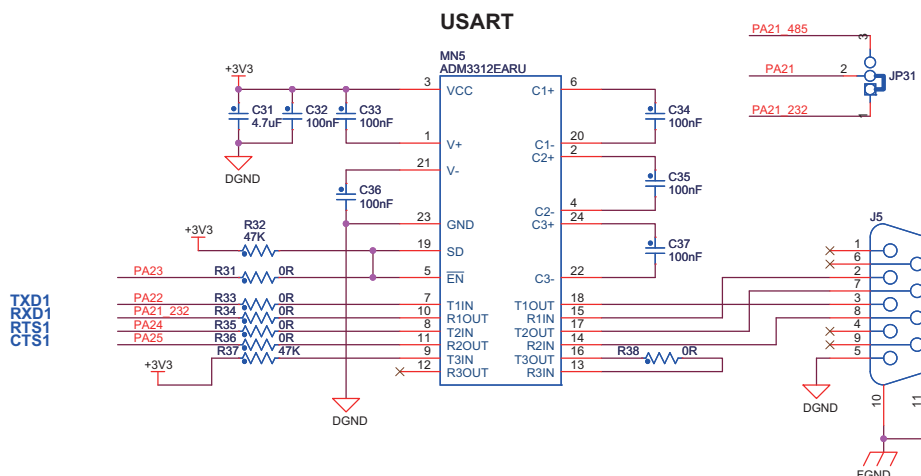 USART
PA21_485
3
PA21
2
JP31
PA21_232
1
MN5
ADM3312EARU
+3V3
C31
4.7uF
C32
100nF
C33
100nF
3
VCC
C1+
6
C34
100nF
1
V+
C1-
20
C2+
2
21
V-
C35
100nF
DGND
C36
100nF
C2-
4
23
GND
C3+
24
R32
47K
+3V3
19
SD
C37
100nF
PA23
R31
0R
5
EN
C3-
22
TXD1
PA22
R33
0R
7
T1IN
T1OUT
18
RXD1
PA21_232
R34
0R
10
R1OUT
R1IN
15
RTS1
PA24
R35
0R
8
T2IN
T2OUT
17
CTS1
PA25
R36
0R
11
R2OUT
R2IN
14
R37
47K
9
T3IN
T3OUT
16
R38
0R
+3V3
12
R3OUT
R3IN
13
DGND
J5
1
6
2
7
3
8
4
9
5
DGND
10
11
FGND